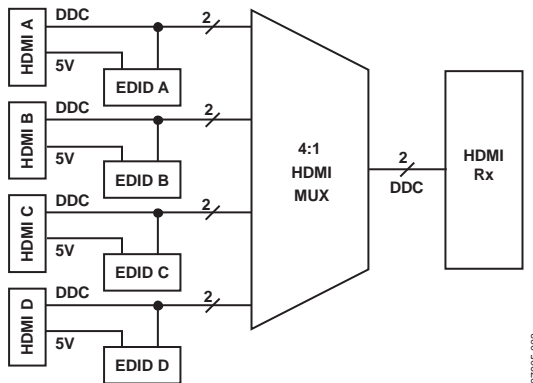 HDMI A
DDC
2
5V
EDID A
HDMI B
DDC
2
5V
EDID B
4:1
HDMI
MUX
2
DDC
HDMI
Rx
HDMI C
DDC
2
5V
EDID C
HDMI D
DDC
2
5V
EDID D